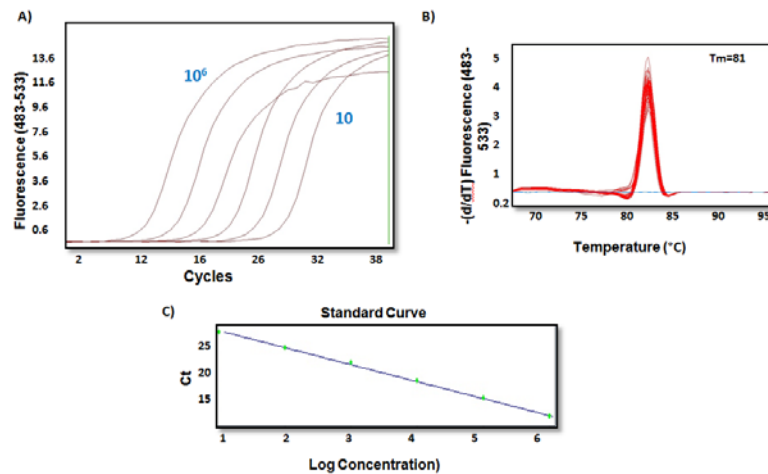 A)
13.6
11.6
9.6
7.6
5.6
3.6
2.6
0.6
Fluorescence (483-533)
10⁶
10
2 12 16 26 32 38
Cycles
B)
5
4
3
2
1
0.2
-(d/dT) Fluorescence (483-
533)
Tm=81
70 75 80 85 90 95
Temperature (°C)
C)
Standard Curve
25
20
15
Ct
1 2 3 4 5 6
Log Concentration)